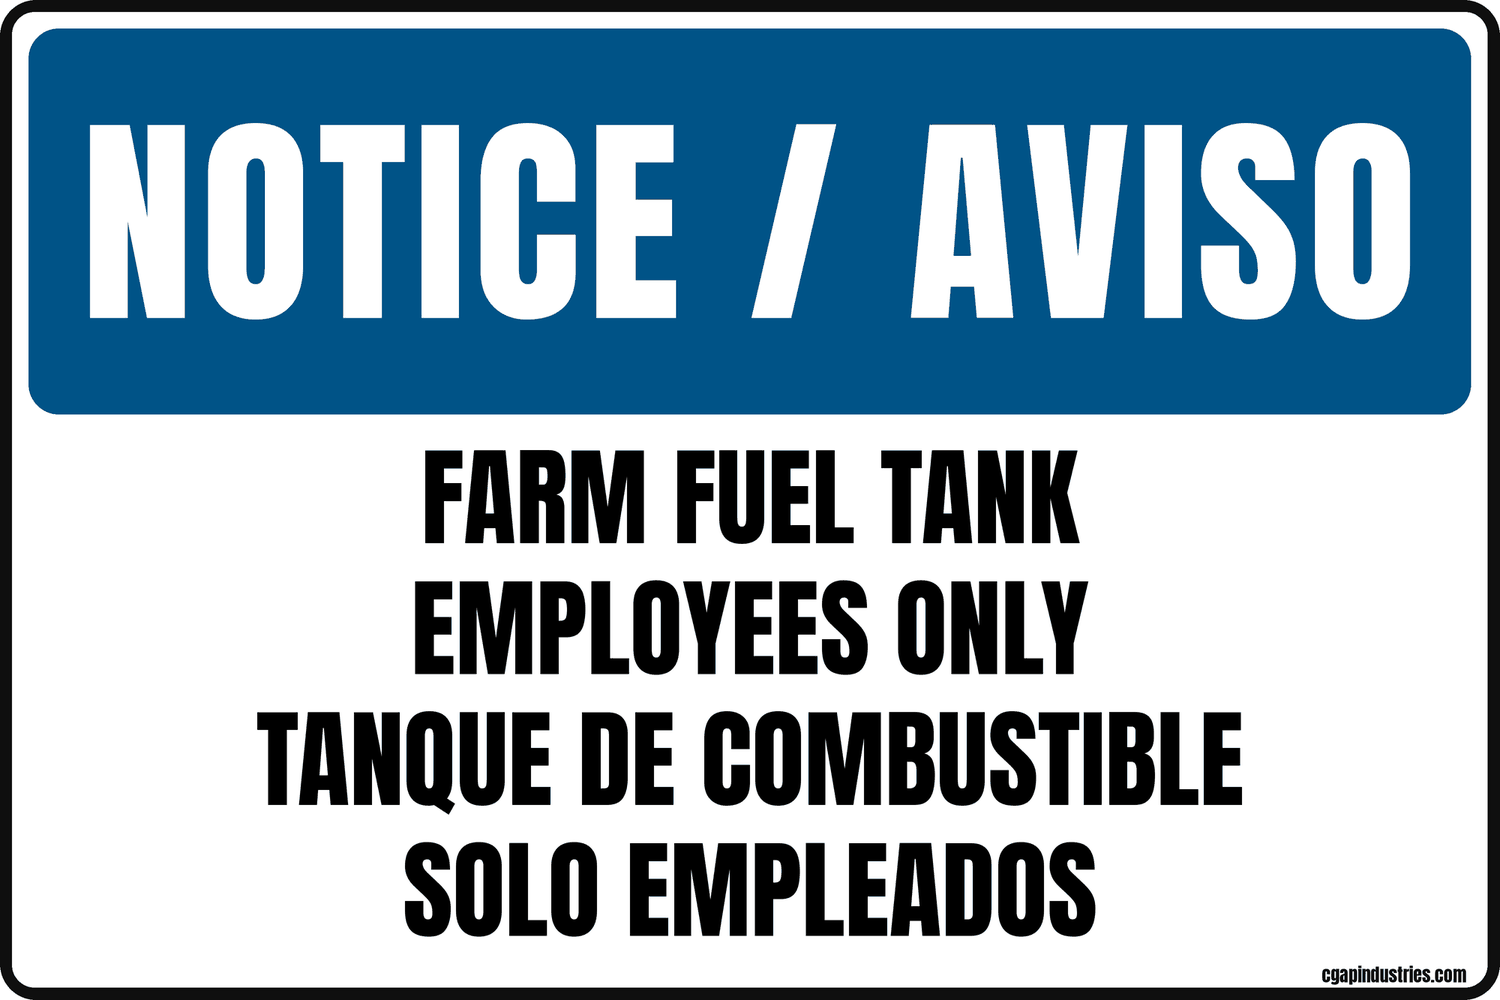 NOTICE / AVISO
FARM FUEL TANK
EMPLOYEES ONLY
TANQUE DE COMBUSTIBLE
SOLO EMPLEADOS
cgapindustries.com